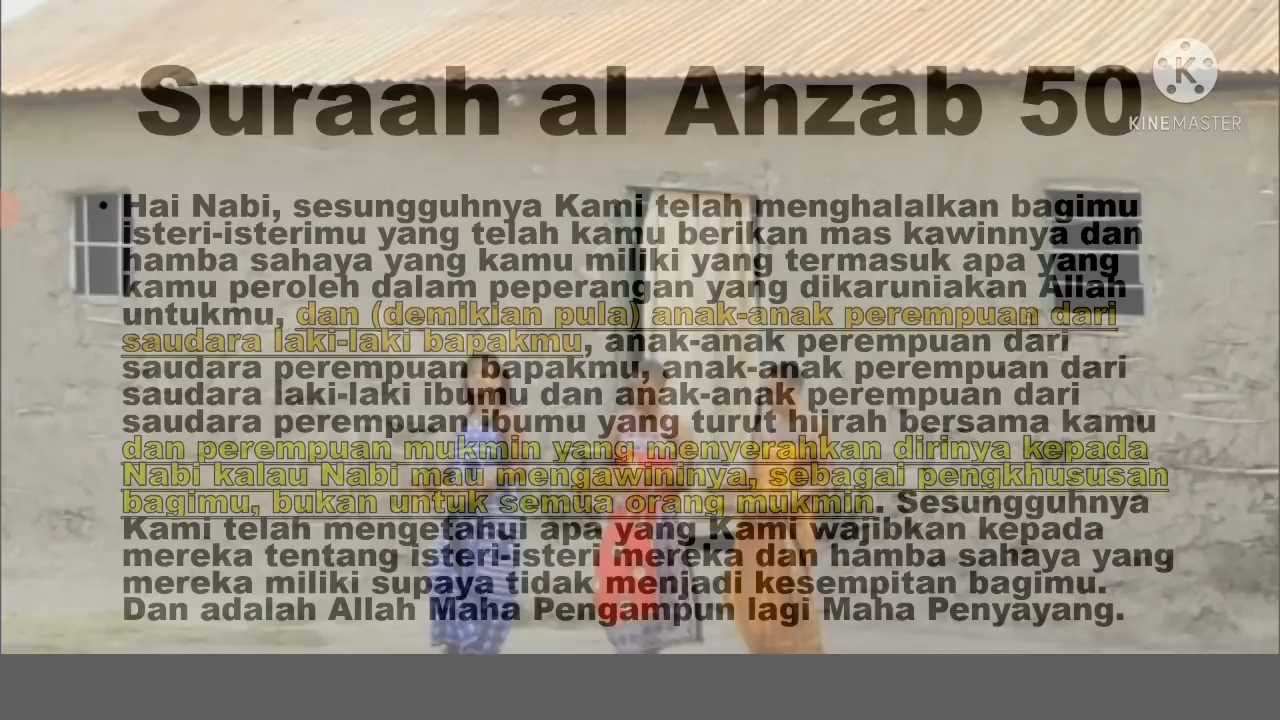 Suraah al Ahzab 50
KINEMASTER
• Hai Nabi, sesungguhnya Kami telah menghalalkan bagimu
isteri-isterimu yang telah kamu berikan mas kawinnya dan
hamba sahaya yang kamu miliki yang termasuk apa yang
kamu peroleh dalam peperangan yang dikaruniakan Allah
untukmu, dan (demikian pula) anak-anak perempuan dari
saudara laki-laki bapakmu, anak-anak perempuan dari
saudara perempuan bapakmu, anak-anak perempuan dari
saudara laki-laki ibumu dan anak-anak perempuan dari
saudara perempuan ibumu yang turut hijrah bersama kamu
dan perempuan mukmin yang menyerahkan dirinya kepada
Nabi kalau Nabi mau mengawininya, sebagai pengkhususan
bagimu, bukan untuk semua orang mukmin. Sesungguhnya
Kami telah mengetahui apa yang Kami wajibkan kepada
mereka tentang isteri-isteri mereka dan hamba sahaya yang
mereka miliki supaya tidak menjadi kesempitan bagimu.
Dan adalah Allah Maha Pengampun lagi Maha Penyayang.